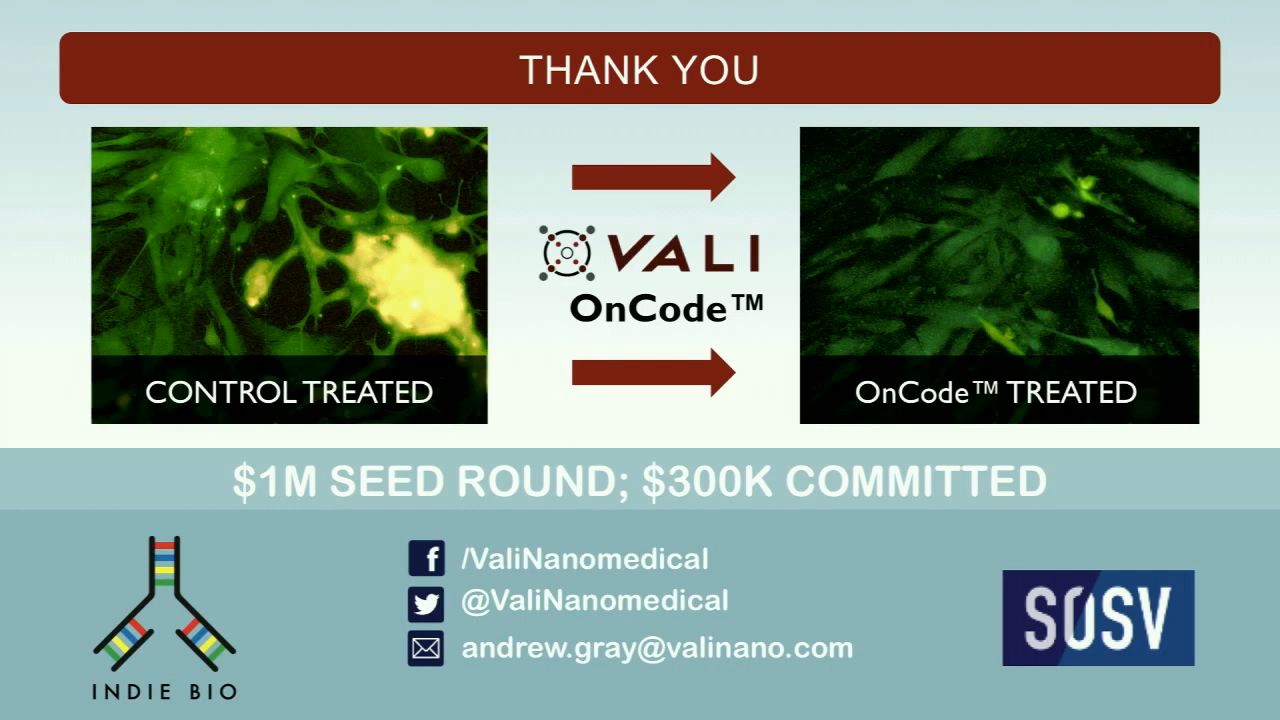 THANK YOU
CONTROL TREATED
VALI
OnCode™
OnCode™ TREATED
$1M SEED ROUND; $300K COMMITTED
INDIE BIO
f /ValiNanomedical
@ValiNanomedical
andrew.gray@valinano.com
SOSV